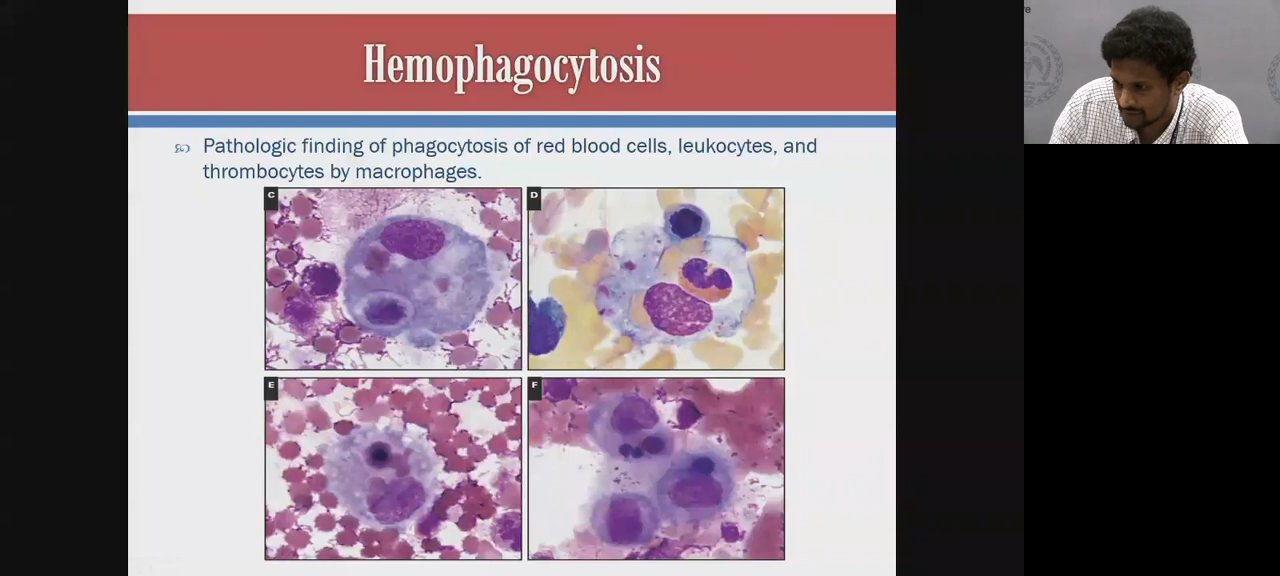 Hemophagocytosis
Pathologic finding of phagocytosis of red blood cells, leukocytes, and
thrombocytes by macrophages.
C
D
E
F